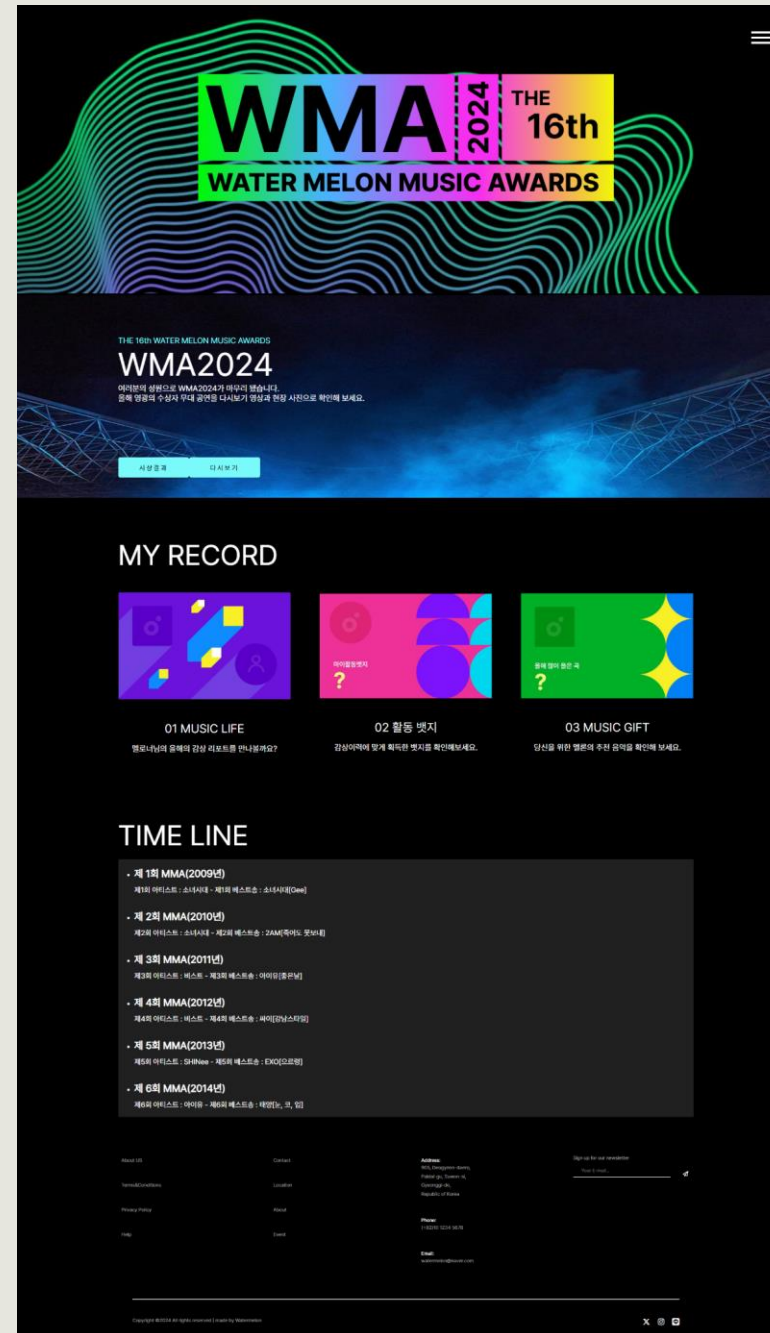 WMA
2024
THE
16th
WATER MELON MUSIC AWARDS
THE 16th WATER MELON MUSIC AWARDS
WMA2024
여러분의 성원으로 WMA2024가 마무리 됐습니다.
올해 영광의 수상자 무대 공연을 다시보기 영상과 현장 사진으로 확인해 보세요.
시상결과
다시보기
MY RECORD
마이활동뱃지
?
올해 많이 들은 곡
?
01 MUSIC LIFE
멜로너님의 올해의 감상 리포트를 만나볼까요?
02 활동 뱃지
감상이력에 맞게 획득한 뱃지를 확인해보세요.
03 MUSIC GIFT
당신을 위한 멜론의 추천 음악을 확인해 보세요.
TIME LINE
• 제 1회 MMA(2009년)
제1회 아티스트 : 소녀시대 - 제1회 베스트송 : 소녀시대[Gee]
• 제 2회 MMA(2010년)
제2회 아티스트 : 소녀시대 - 제2회 베스트송 : 2AM[죽어도 못보내]
• 제 3회 MMA(2011년)
제3회 아티스트 : 비스트 - 제3회 베스트송 : 아이유[좋은날]
• 제 4회 MMA(2012년)
제4회 아티스트 : 비스트 - 제4회 베스트송 : 싸이[강남스타일]
• 제 5회 MMA(2013년)
제5회 아티스트 : SHINee - 제5회 베스트송 : EXO[으르렁]
• 제 6회 MMA(2014년)
제6회 아티스트 : 아이유 - 제6회 베스트송 : 태양[눈, 코, 입]
About US
Terms&Conditions
Privacy Policy
Help
Contact
Location
About
Event
Address:
Republic of Korea
Phone:
Email:
Sign up for our newsletter
Your E-mail...
Copyright ©2024 All rights reserved | made by Watermelon